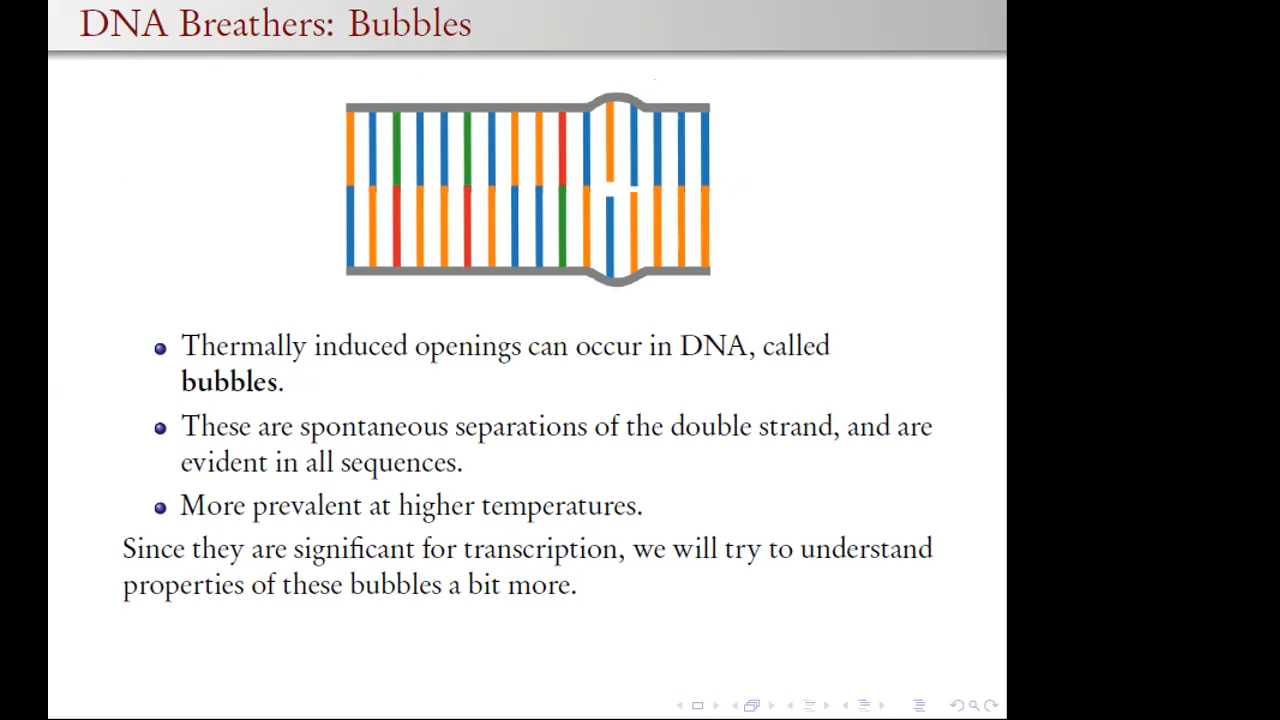 DNA Breathers: Bubbles
Thermally induced openings can occur in DNA, called
bubbles.
These are spontaneous separations of the double strand, and are
evident in all sequences.
More prevalent at higher temperatures.
Since they are significant for transcription, we will try to understand
properties of these bubbles a bit more.